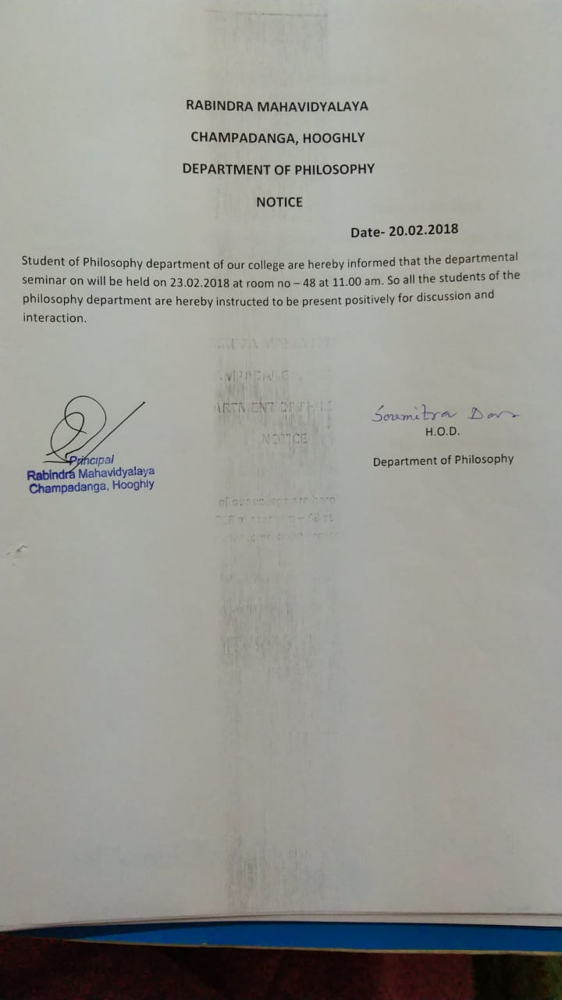 RABINDRA MAHAVIDYALAYA
CHAMPADANGA, HOOGHLY
DEPARTMENT OF PHILOSOPHY
NOTICE
Date- 20.02.2018
Student of Philosophy department of our college are hereby informed that the departmental
seminar on will be held on 23.02.2018 at room no – 48 at 11.00 am. So all the students of the
philosophy department are hereby instructed to be present positively for discussion and
interaction.
Principal
Rabindra Mahavidyalaya
Champadanga, Hooghly
Soumitra Das
H.O.D.
Department of Philosophy
NOTICE